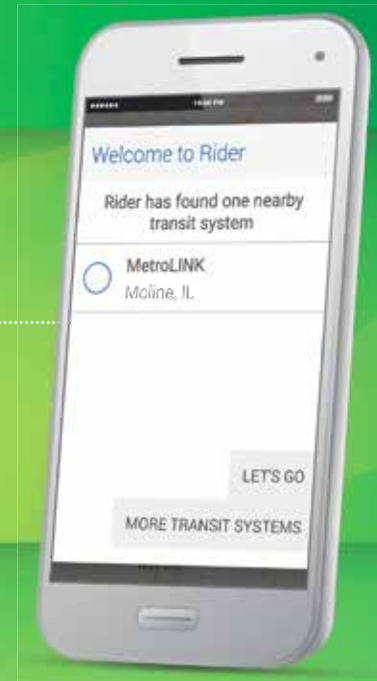 Welcome to Rider
Rider has found one nearby
transit system
MetroLINK
Moline, IL
LET'S GO
MORE TRANSIT SYSTEMS